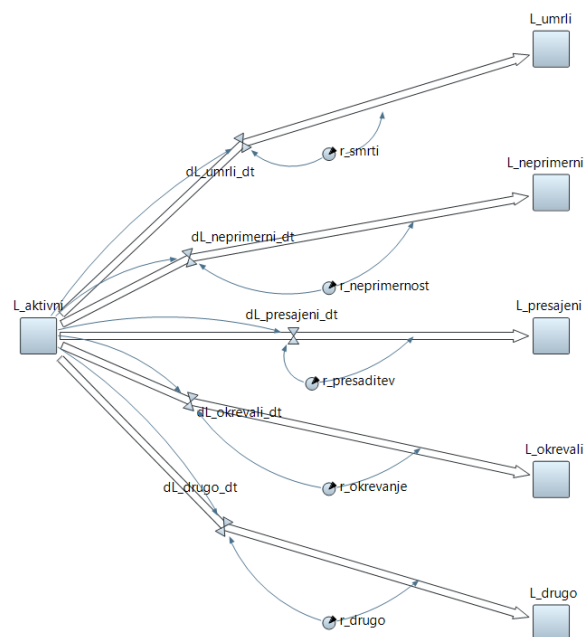 L_umrli
r_smrti
dL_umrli_dt
L_neprimerni
dL_neprimerni_dt
r_neprimernost
L_aktivni
L_presajeni
dL_presajeni_dt
r_presaditev
dL_okrevali_dt
L_okrevali
dL_drugo_dt
r_okrevanje
L_drugo
r_drugo